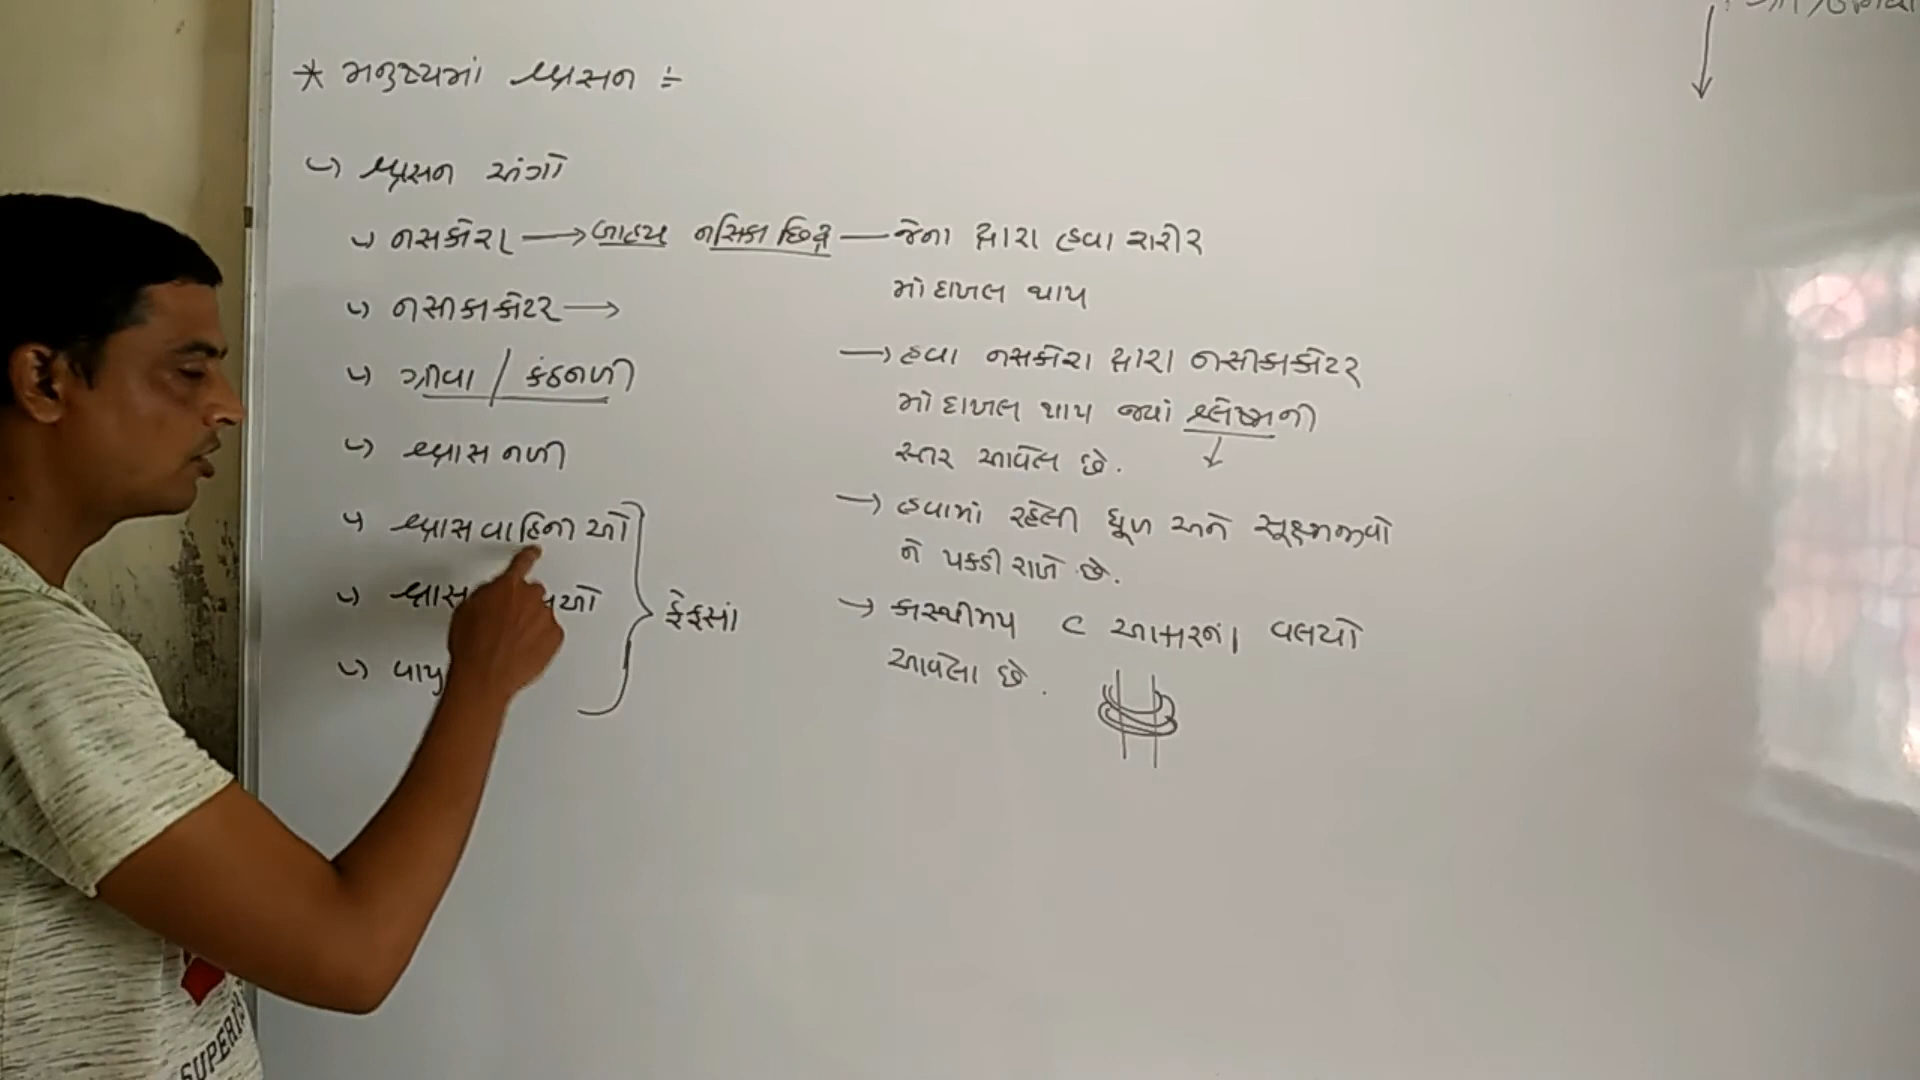 * મનુષ્યમાં શ્વસન :-
શ્વસન અંગો
નસકોરા → બાહ્ય નસિકા છિદ્ર — જેના દ્વારા હવા શરીર
માં દાખલ થાય
નસીકાકોટર →
→ હવા નસકોરા દ્વારા નસીકાકોટર
ગ્રીવા / કંઠનળી
માં દાખલ થાય જ્યાં શ્લેષ્મની
શ્વાસ નળી
સ્તર આવેલ છે.
→ હવામાં રહેલી ધૂળ અને સૂક્ષ્મજીવો
શ્વાસવાહિનીઓ
ને પકડી રાખે છે.
ફેફસાં
→ કાસ્થીમય C આકારનાં વલયો
આવેલા છે.
SUPERI